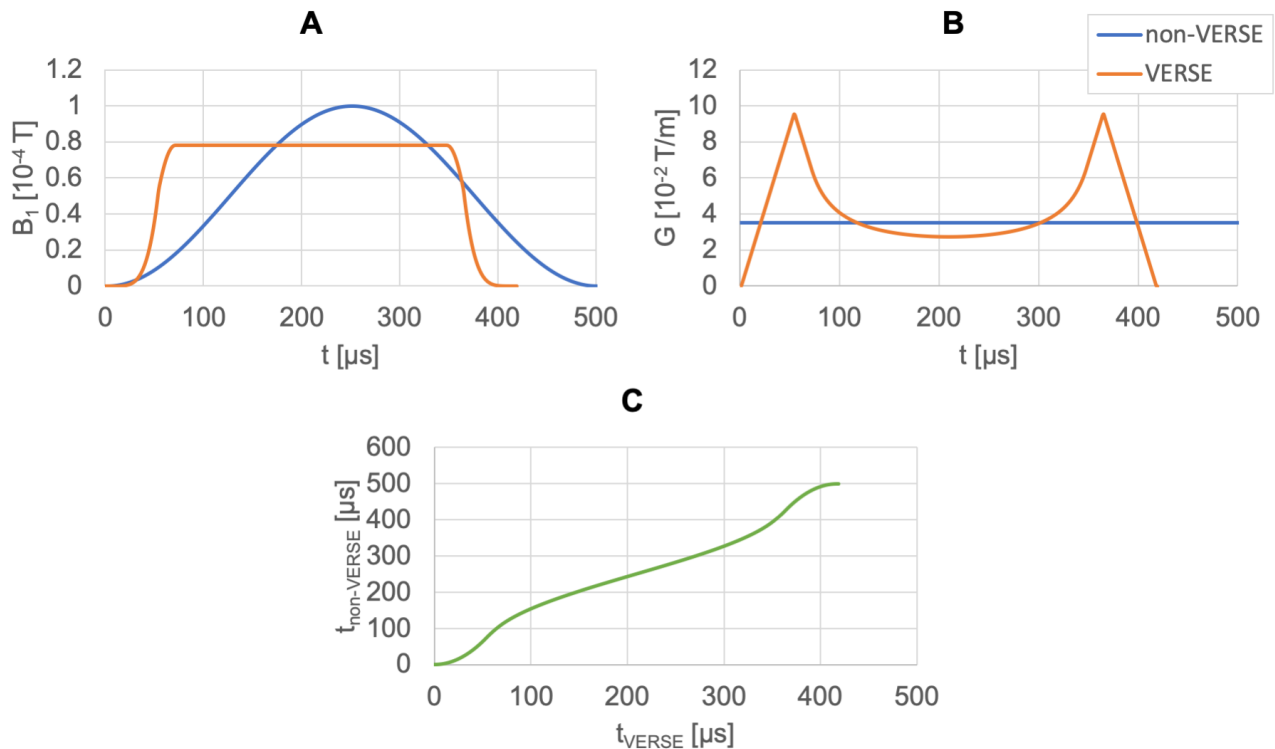 A
B
non-VERSE
VERSE
1.2
1
0.8
0.6
0.4
0.2
0
B1 [10-4 T]
0 100 200 300 400 500
t [µs]
12
10
8
6
4
2
0
G [10-2 T/m]
0 100 200 300 400 500
t [µs]
C
600
500
400
300
200
100
0
tnon-VERSE [µs]
0 100 200 300 400 500
tVERSE [µs]